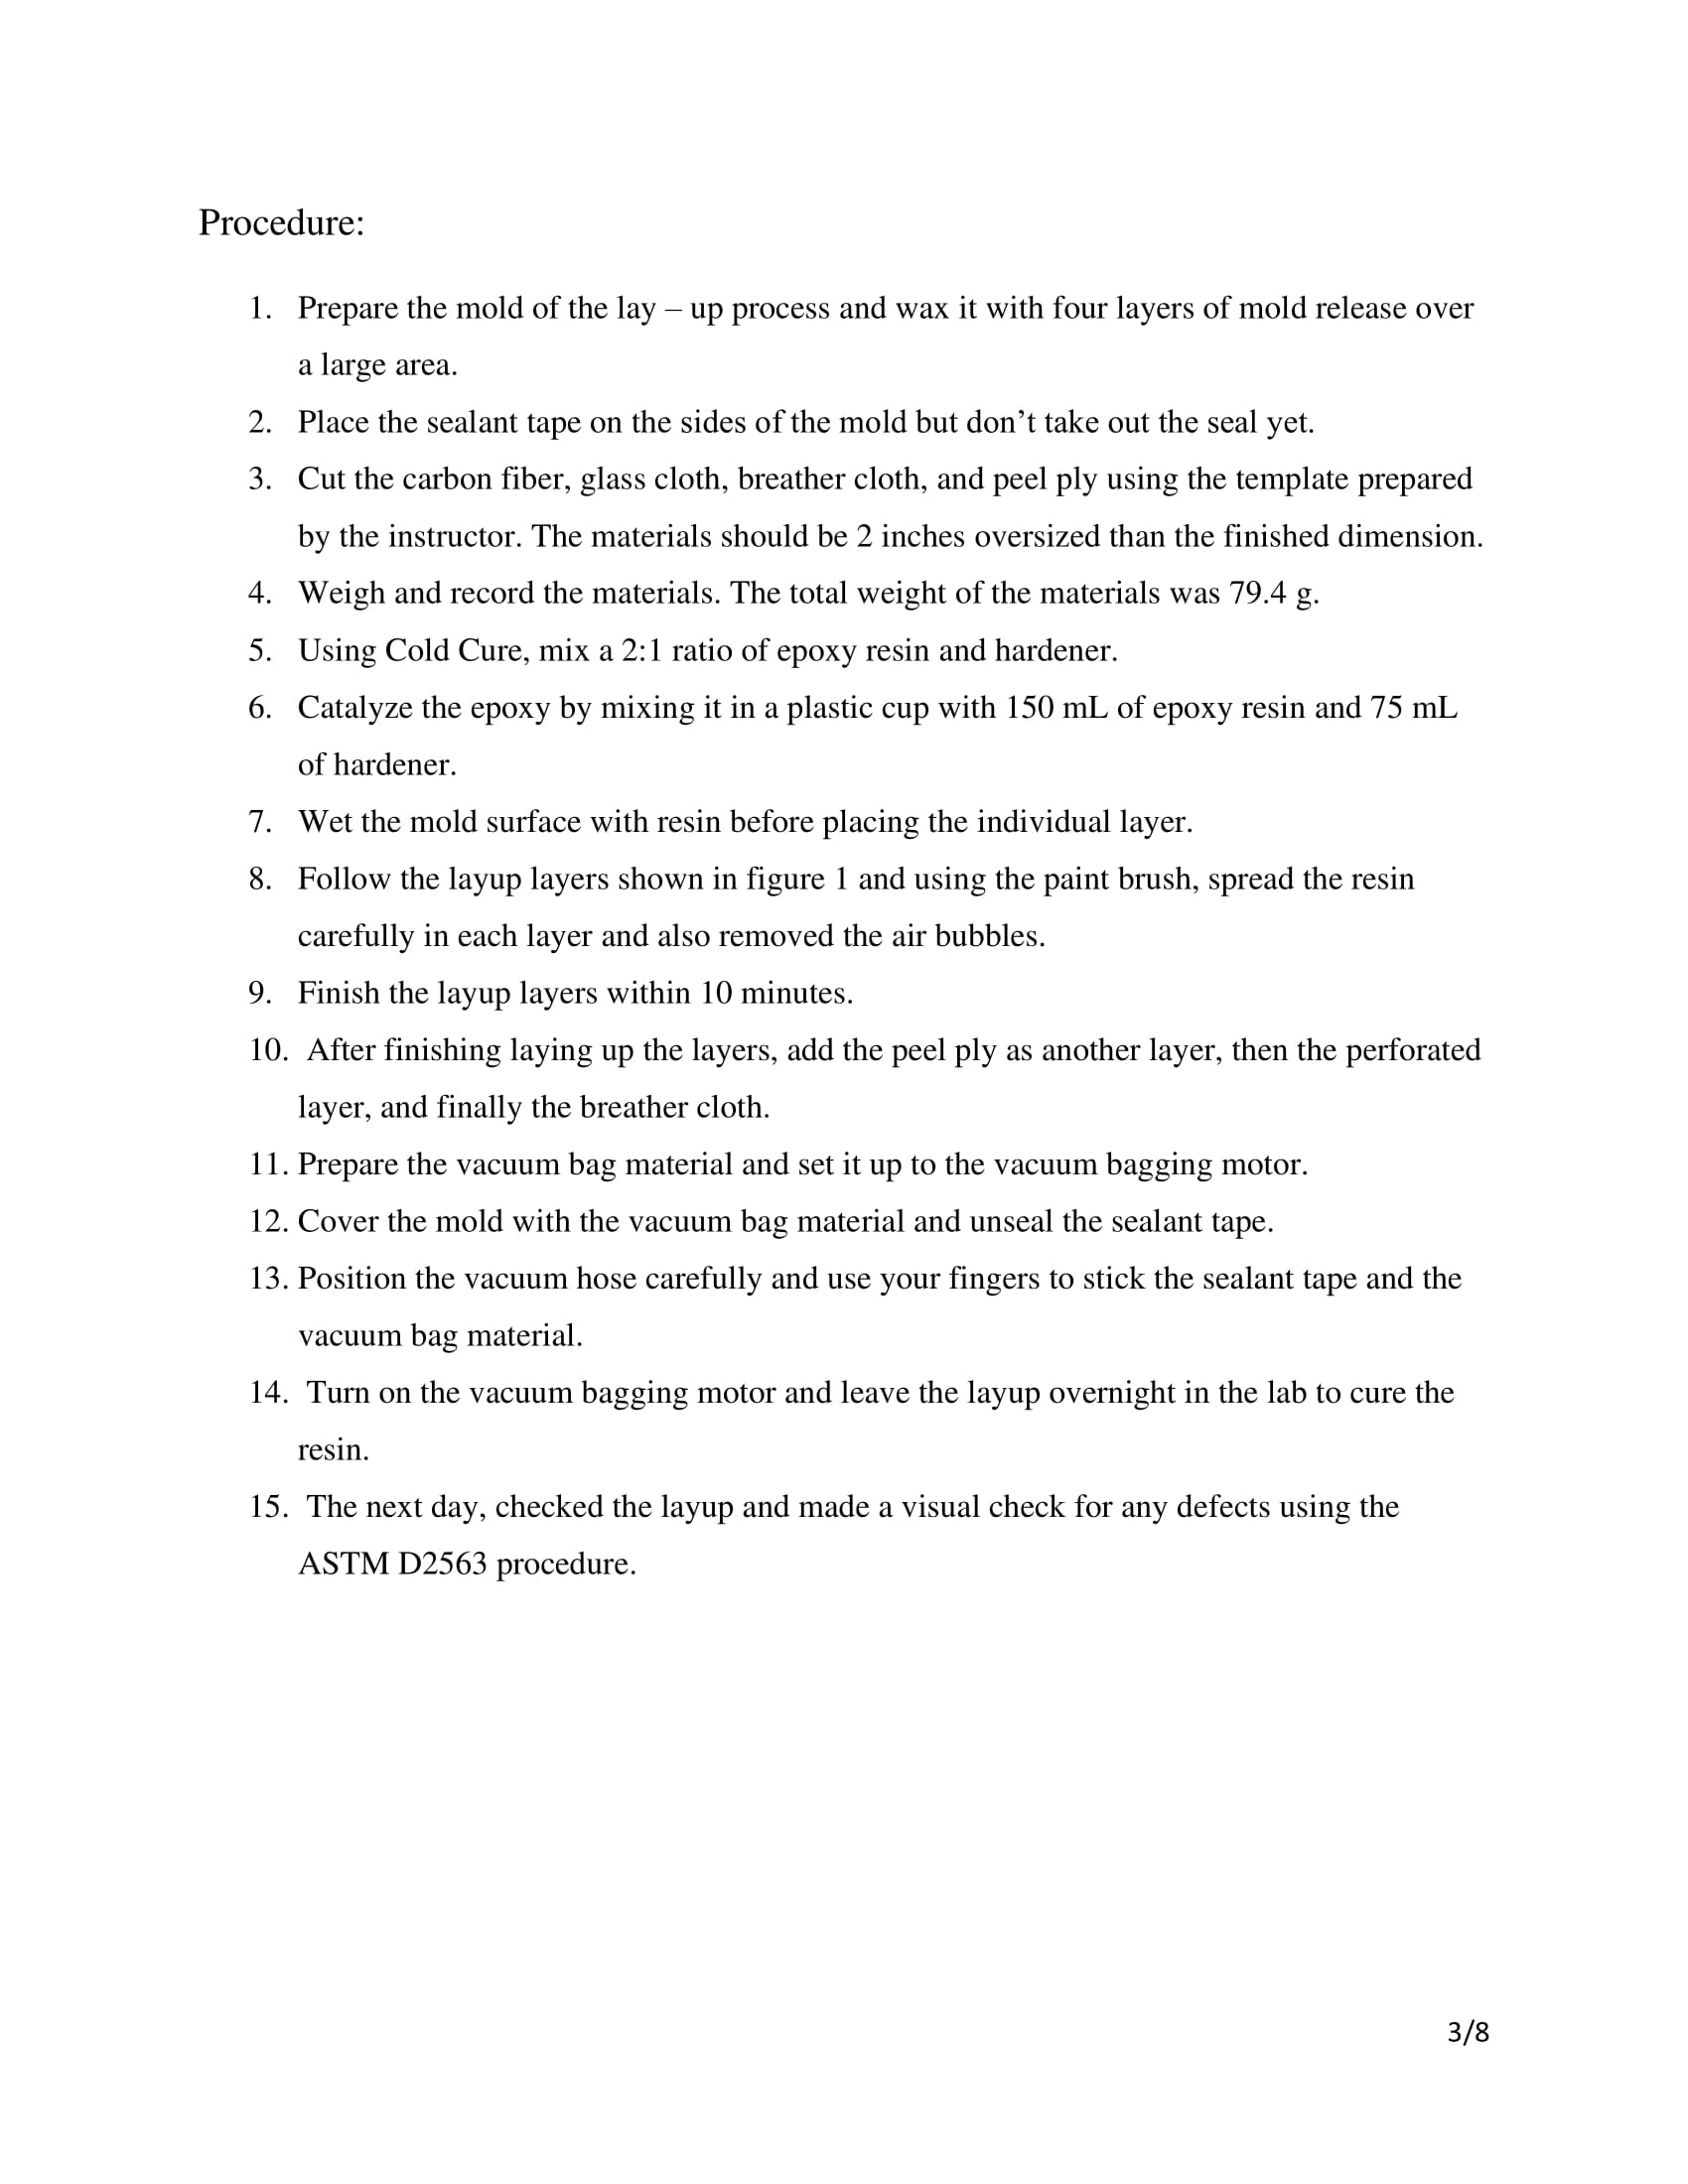 Procedure:
1. Prepare the mold of the lay – up process and wax it with four layers of mold release over
a large area.
2. Place the sealant tape on the sides of the mold but don’t take out the seal yet.
3. Cut the carbon fiber, glass cloth, breather cloth, and peel ply using the template prepared
by the instructor. The materials should be 2 inches oversized than the finished dimension.
4. Weigh and record the materials. The total weight of the materials was 79.4 g.
5. Using Cold Cure, mix a 2:1 ratio of epoxy resin and hardener.
6. Catalyze the epoxy by mixing it in a plastic cup with 150 mL of epoxy resin and 75 mL
of hardener.
7. Wet the mold surface with resin before placing the individual layer.
8. Follow the layup layers shown in figure 1 and using the paint brush, spread the resin
carefully in each layer and also removed the air bubbles.
9. Finish the layup layers within 10 minutes.
10. After finishing laying up the layers, add the peel ply as another layer, then the perforated
layer, and finally the breather cloth.
11. Prepare the vacuum bag material and set it up to the vacuum bagging motor.
12. Cover the mold with the vacuum bag material and unseal the sealant tape.
13. Position the vacuum hose carefully and use your fingers to stick the sealant tape and the
vacuum bag material.
14. Turn on the vacuum bagging motor and leave the layup overnight in the lab to cure the
resin.
15. The next day, checked the layup and made a visual check for any defects using the
ASTM D2563 procedure.
3/8